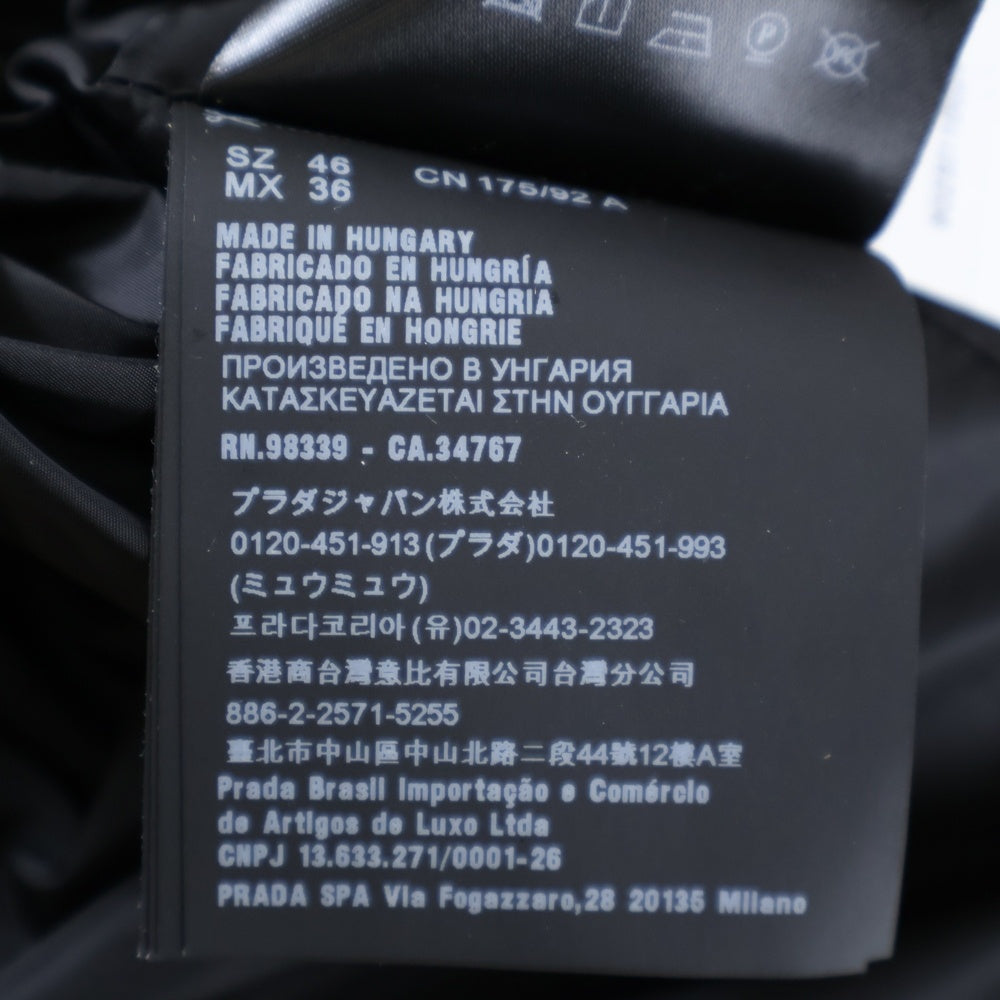 SZ 46
MX 36
CN 175/92 A
MADE IN HUNGARY
FABRICADO EN HUNGRÍA
FABRICADO NA HUNGRIA
FABRIQUÉ EN HONGRIE
ПРОИЗВЕДЕНО В УНГАРИЯ
ΚΑΤΑΣΚΕΥΑΖΕΤΑΙ ΣΤΗΝ ΟΥΓΓΑΡΙΑ
RN.98339 - CA.34767
プラダジャパン株式会社
0120-451-913(プラダ)0120-451-993
(ミュウミュウ)
프라다코리아(유)02-3443-2323
香港商台灣意比有限公司台灣分公司
886-2-2571-5255
臺北市中山區中山北路二段44號12樓A室
Prada Brasil Importação e Comércio
de Artigos de Luxo Ltda
CNPJ 13.633.271/0001-26
PRADA SPA Via Fogazzaro,28 20135 Milano